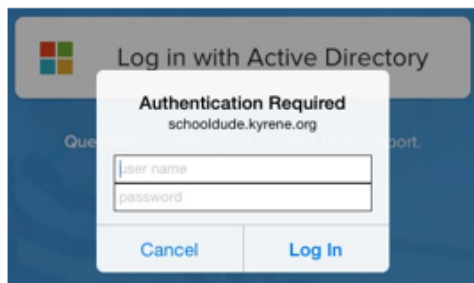 Log in with Active Directory
Authentication Required
schooldude.kyrene.org
user name
password
Cancel
Log In